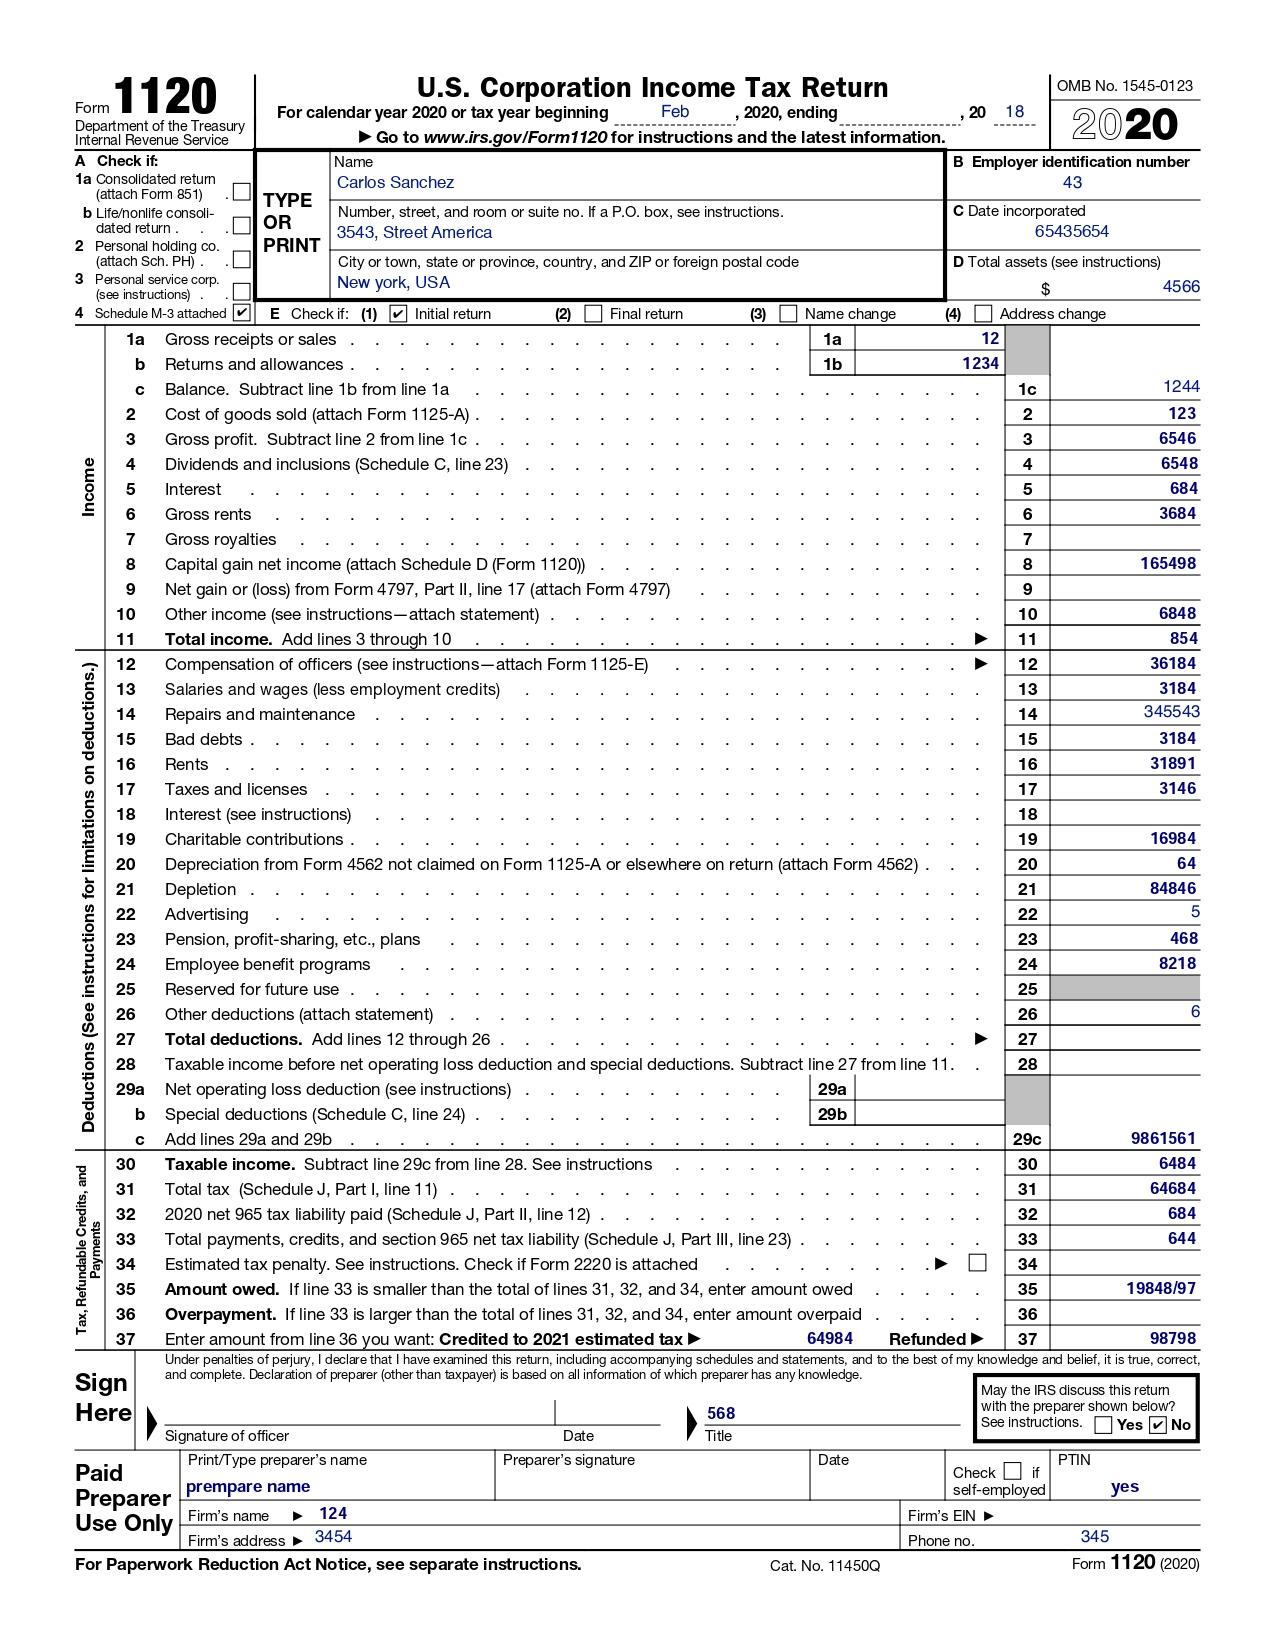 Form 1120
Department of the Treasury
Internal Revenue Service
U.S. Corporation Income Tax Return
For calendar year 2020 or tax year beginning Feb , 2020, ending , 20 18
▶ Go to www.irs.gov/Form1120 for instructions and the latest information.
OMB No. 1545-0123
2020
A Check if:
1a Consolidated return
(attach Form 851) .
b Life/nonlife consoli-
dated return . . .
2 Personal holding co.
(attach Sch. PH) . .
3 Personal service corp.
(see instructions) . .
4 Schedule M-3 attached ✔
TYPE
OR
PRINT
Name
Carlos Sanchez
Number, street, and room or suite no. If a P.O. box, see instructions.
3543, Street America
City or town, state or province, country, and ZIP or foreign postal code
New york, USA
B Employer identification number
43
C Date incorporated
65435654
D Total assets (see instructions)
$ 4566
E Check if: (1) ✔ Initial return (2) Final return (3) Name change (4) Address change
Income
1a Gross receipts or sales 1a 12
b Returns and allowances 1b 1234
c Balance. Subtract line 1b from line 1a 1c 1244
2 Cost of goods sold (attach Form 1125-A) 2 123
3 Gross profit. Subtract line 2 from line 1c 3 6546
4 Dividends and inclusions (Schedule C, line 23) 4 6548
5 Interest 5 684
6 Gross rents 6 3684
7 Gross royalties 7
8 Capital gain net income (attach Schedule D (Form 1120)) 8 165498
9 Net gain or (loss) from Form 4797, Part II, line 17 (attach Form 4797) 9
10 Other income (see instructions—attach statement) 10 6848
11 Total income. Add lines 3 through 10 ▶ 11 854
Deductions (See instructions for limitations on deductions.)
12 Compensation of officers (see instructions—attach Form 1125-E) ▶ 12 36184
13 Salaries and wages (less employment credits) 13 3184
14 Repairs and maintenance 14 345543
15 Bad debts 15 3184
16 Rents 16 31891
17 Taxes and licenses 17 3146
18 Interest (see instructions) 18
19 Charitable contributions 19 16984
20 Depreciation from Form 4562 not claimed on Form 1125-A or elsewhere on return (attach Form 4562) 20 64
21 Depletion 21 84846
22 Advertising 22 5
23 Pension, profit-sharing, etc., plans 23 468
24 Employee benefit programs 24 8218
25 Reserved for future use 25
26 Other deductions (attach statement) 26 6
27 Total deductions. Add lines 12 through 26 ▶ 27
28 Taxable income before net operating loss deduction and special deductions. Subtract line 27 from line 11 28
29a Net operating loss deduction (see instructions) 29a
b Special deductions (Schedule C, line 24) 29b
c Add lines 29a and 29b 29c 9861561
Tax, Refundable Credits, and
Payments
30 Taxable income. Subtract line 29c from line 28. See instructions 30 6484
31 Total tax (Schedule J, Part I, line 11) 31 64684
32 2020 net 965 tax liability paid (Schedule J, Part II, line 12) 32 684
33 Total payments, credits, and section 965 net tax liability (Schedule J, Part III, line 23) 33 644
34 Estimated tax penalty. See instructions. Check if Form 2220 is attached ▶ 34
35 Amount owed. If line 33 is smaller than the total of lines 31, 32, and 34, enter amount owed 35 19848/97
36 Overpayment. If line 33 is larger than the total of lines 31, 32, and 34, enter amount overpaid 36
37 Enter amount from line 36 you want: Credited to 2021 estimated tax ▶ 64984 Refunded ▶ 37 98798
Sign
Here
Under penalties of perjury, I declare that I have examined this return, including accompanying schedules and statements, and to the best of my knowledge and belief, it is true, correct,
and complete. Declaration of preparer (other than taxpayer) is based on all information of which preparer has any knowledge.
568
Signature of officer Date Title
May the IRS discuss this return
with the preparer shown below?
See instructions. Yes ✔ No
Paid
Preparer
Use Only
Print/Type preparer's name
prempare name
Preparer's signature
Date
Check if
self-employed
PTIN
yes
Firm's name ▶ 124
Firm's EIN ▶
Firm's address ▶ 3454
Phone no. 345
For Paperwork Reduction Act Notice, see separate instructions. Cat. No. 11450Q Form 1120 (2020)